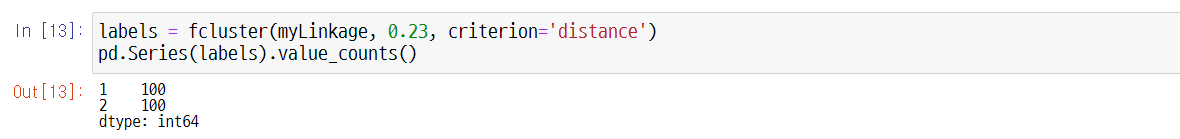 In [13]: labels = fcluster(myLinkage, 0.23, criterion='distance')
pd.Series(labels).value_counts()
Out[13]: 1    100
2    100
dtype: int64